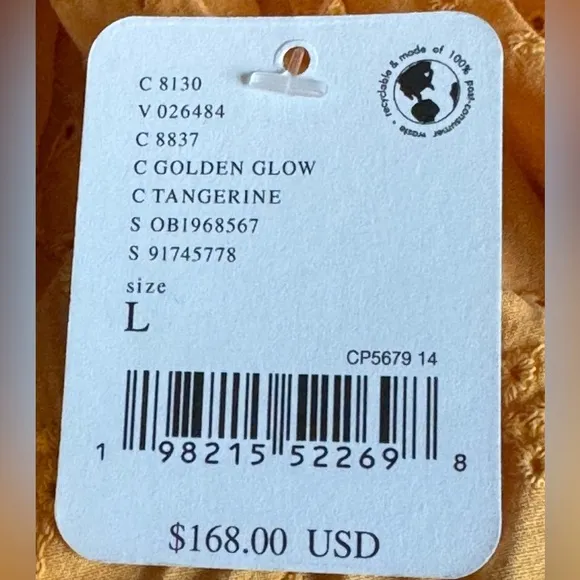 C 8130
V 026484
C 8837
C GOLDEN GLOW
C TANGERINE
S OB1968567
S 91745778
size
L
recyclable & made of 100% post-consumer waste •
CP5679 14
1 98215 52269 8
$168.00 USD